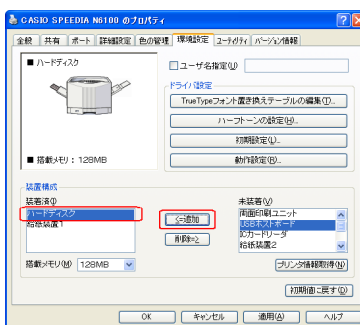 CASIO SPEEDIA N6100 のプロパティ
全般 共有 ポート 詳細設定 色の管理 環境設定 ユーティリティ バージョン情報
■ ハードディスク
□ユーザ名指定(U)
ドライバ設定
TrueTypeフォント置き換えテーブルの編集(T)...
ハーフトーンの設定(H)...
初期設定(L)...
■ 搭載メモリ : 128MB
動作設定(R)...
装置構成
装着済(I)
未装着(V)
ハードディスク
給紙装置1
<=追加
削除=>
両面印刷ユニット
USBホストボード
ICカードリーダ
給紙装置2
搭載メモリ(M) 128MB
プリンタ情報取得(N)
初期値に戻す(D)
OK キャンセル 適用(A) ヘルプ